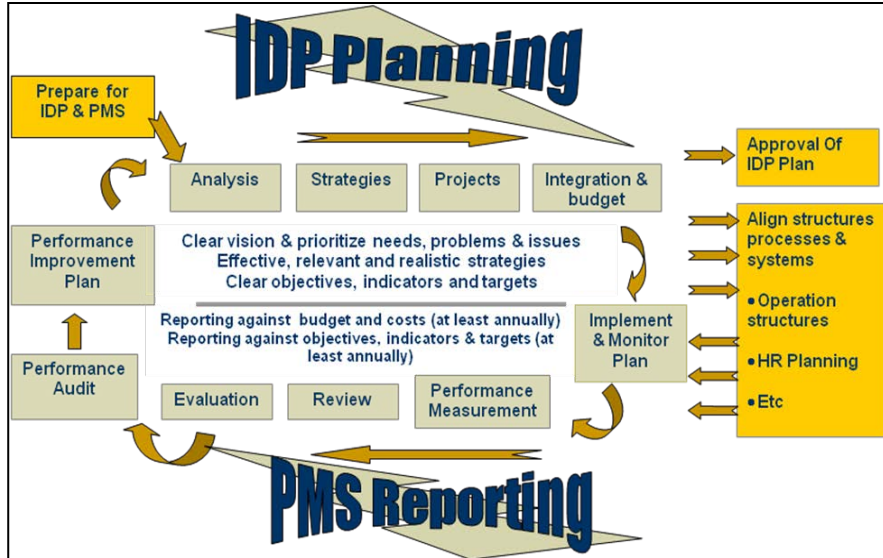 IDP Planning
Prepare for
IDP & PMS
Analysis
Strategies
Projects
Integration &
budget
Approval Of
IDP Plan
Align structures
processes &
systems
• Operation
structures
• HR Planning
• Etc
Performance
Improvement
Plan
Clear vision & prioritize needs, problems & issues
Effective, relevant and realistic strategies
Clear objectives, indicators and targets
Reporting against budget and costs (at least annually)
Reporting against objectives, indicators & targets (at
least annually)
Implement
& Monitor
Plan
Performance
Audit
Evaluation
Review
Performance
Measurement
PMS Reporting